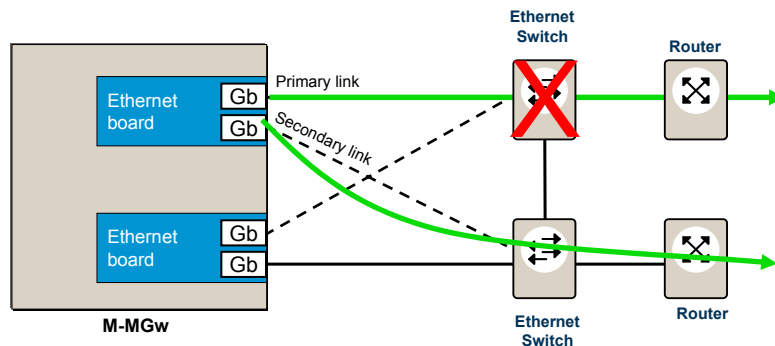 Ethernet
Switch
Router
Primary link
Ethernet
board
Gb
Gb
Secondary link
Ethernet
board
Gb
Gb
M-MGw
Ethernet
Switch
Router